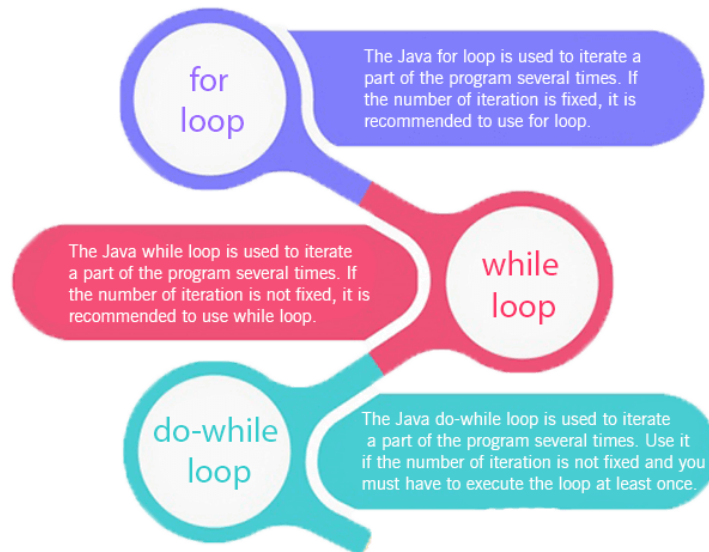 for
loop
The Java for loop is used to iterate a
part of the program several times. If
the number of iteration is fixed, it is
recommended to use for loop.
The Java while loop is used to iterate
a part of the program several times. If
the number of iteration is not fixed, it is
recommended to use while loop.
while
loop
do-while
loop
The Java do-while loop is used to iterate
a part of the program several times. Use it
if the number of iteration is not fixed and you
must have to execute the loop at least once.